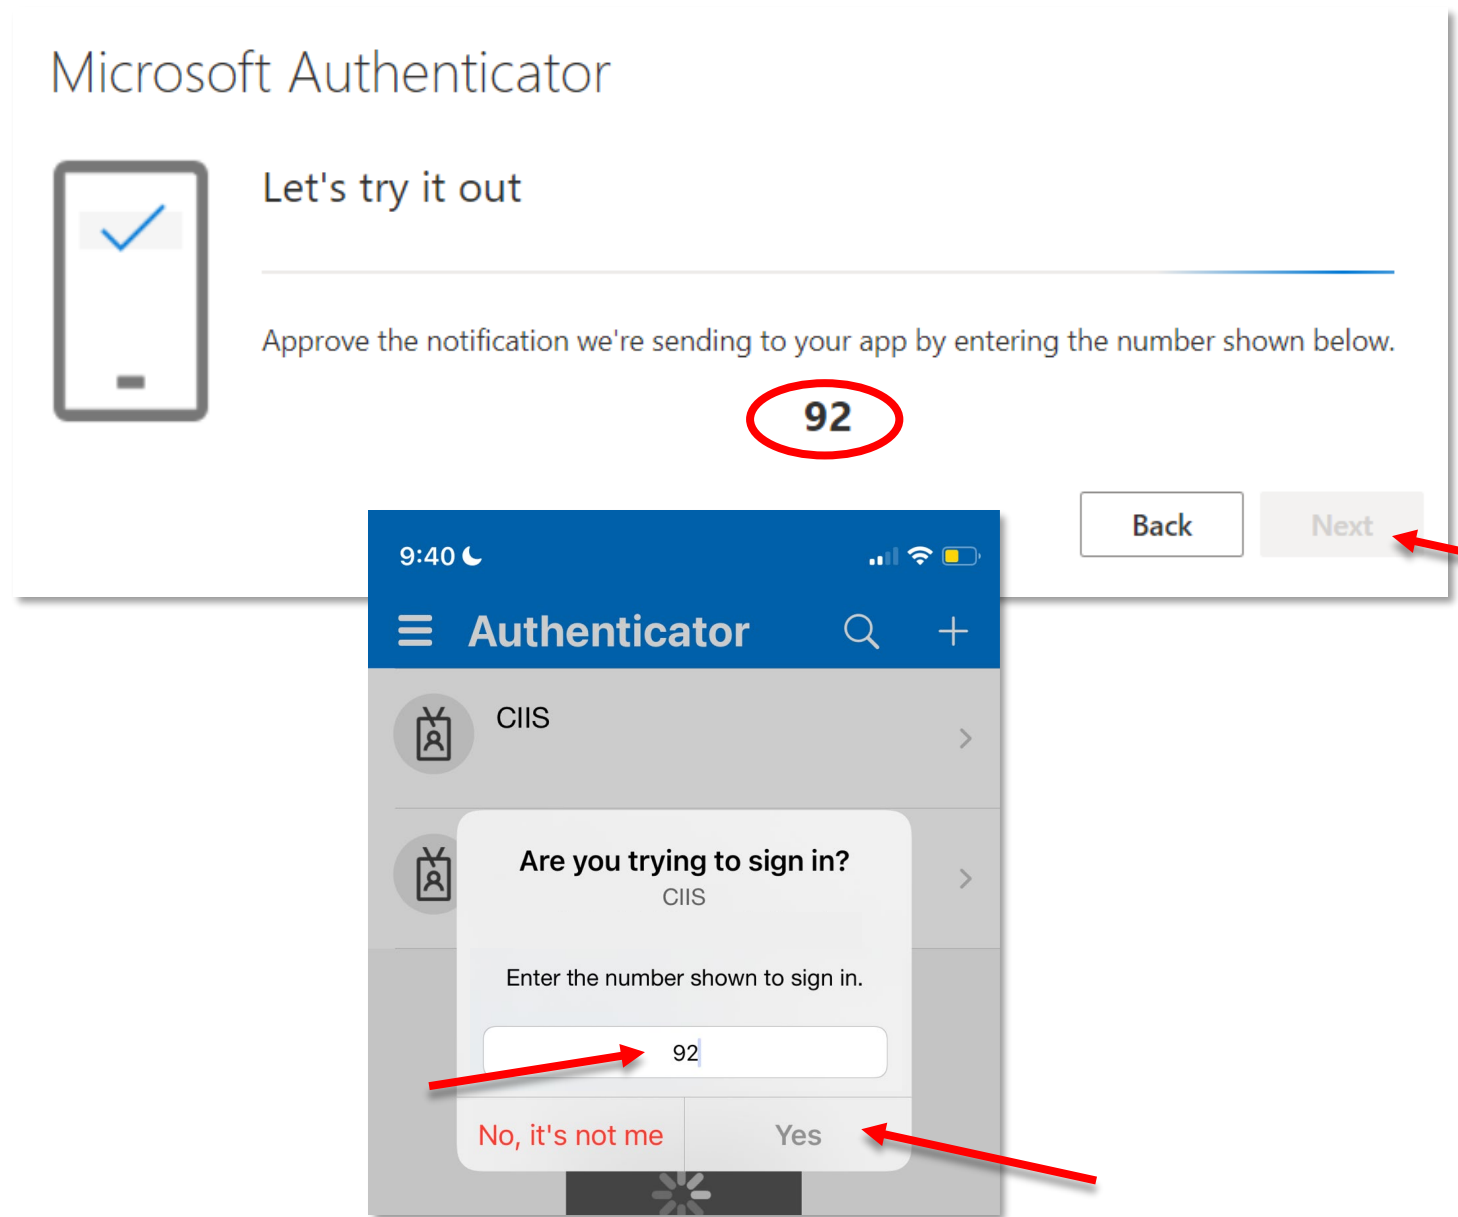 Microsoft Authenticator
Let's try it out
Approve the notification we're sending to your app by entering the number shown below.
92
Back Next
9:40
Authenticator
CIIS
Are you trying to sign in?
CIIS
Enter the number shown to sign in.
92
No, it's not me Yes